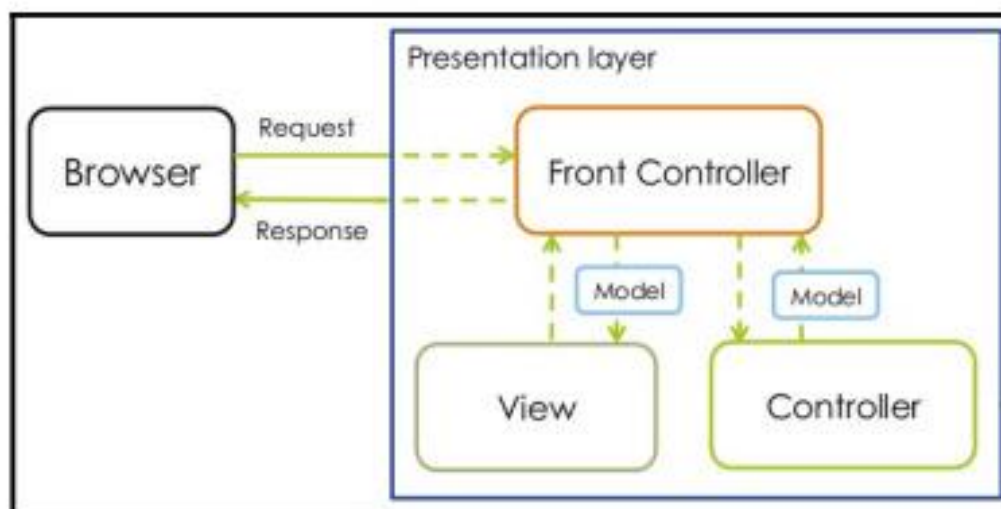 Presentation layer
Request
Browser
Front Controller
Response
Model
Model
View
Controller